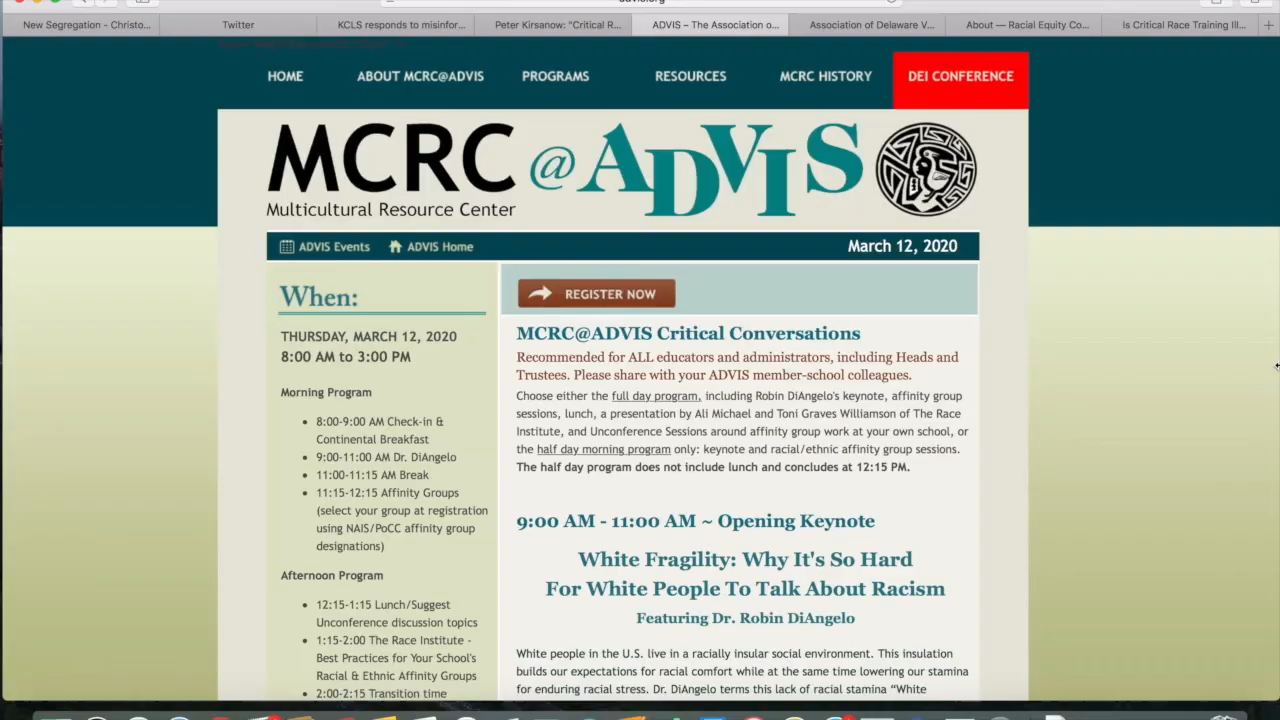 advis.org
New Segregation - Christo...
Twitter
KCLS responds to misinfor...
Peter Kirsanow: "Critical R...
ADVIS – The Association o...
Association of Delaware V...
About — Racial Equity Co...
Is Critical Race Training Ill...
HOME
ABOUT MCRC@ADVIS
PROGRAMS
RESOURCES
MCRC HISTORY
DEI CONFERENCE
MCRC @ ADVIS
Multicultural Resource Center
ADVIS Events
ADVIS Home
March 12, 2020
When:
THURSDAY, MARCH 12, 2020
8:00 AM to 3:00 PM
Morning Program
• 8:00-9:00 AM Check-in &
Continental Breakfast
• 9:00-11:00 AM Dr. DiAngelo
• 11:00-11:15 AM Break
• 11:15-12:15 Affinity Groups
(select your group at registration
using NAIS/PoCC affinity group
designations)
Afternoon Program
• 12:15-1:15 Lunch/Suggest
Unconference discussion topics
• 1:15-2:00 The Race Institute -
Best Practices for Your School's
Racial & Ethnic Affinity Groups
• 2:00-2:15 Transition time
REGISTER NOW
MCRC@ADVIS Critical Conversations
Recommended for ALL educators and administrators, including Heads and
Trustees. Please share with your ADVIS member-school colleagues.
Choose either the full day program, including Robin DiAngelo's keynote, affinity group
sessions, lunch, a presentation by Ali Michael and Toni Graves Williamson of The Race
Institute, and Unconference Sessions around affinity group work at your own school, or
the half day morning program only: keynote and racial/ethnic affinity group sessions.
The half day program does not include lunch and concludes at 12:15 PM.
9:00 AM - 11:00 AM ~ Opening Keynote
White Fragility: Why It's So Hard
For White People To Talk About Racism
Featuring Dr. Robin DiAngelo
White people in the U.S. live in a racially insular social environment. This insulation
builds our expectations for racial comfort while at the same time lowering our stamina
for enduring racial stress. Dr. DiAngelo terms this lack of racial stamina “White